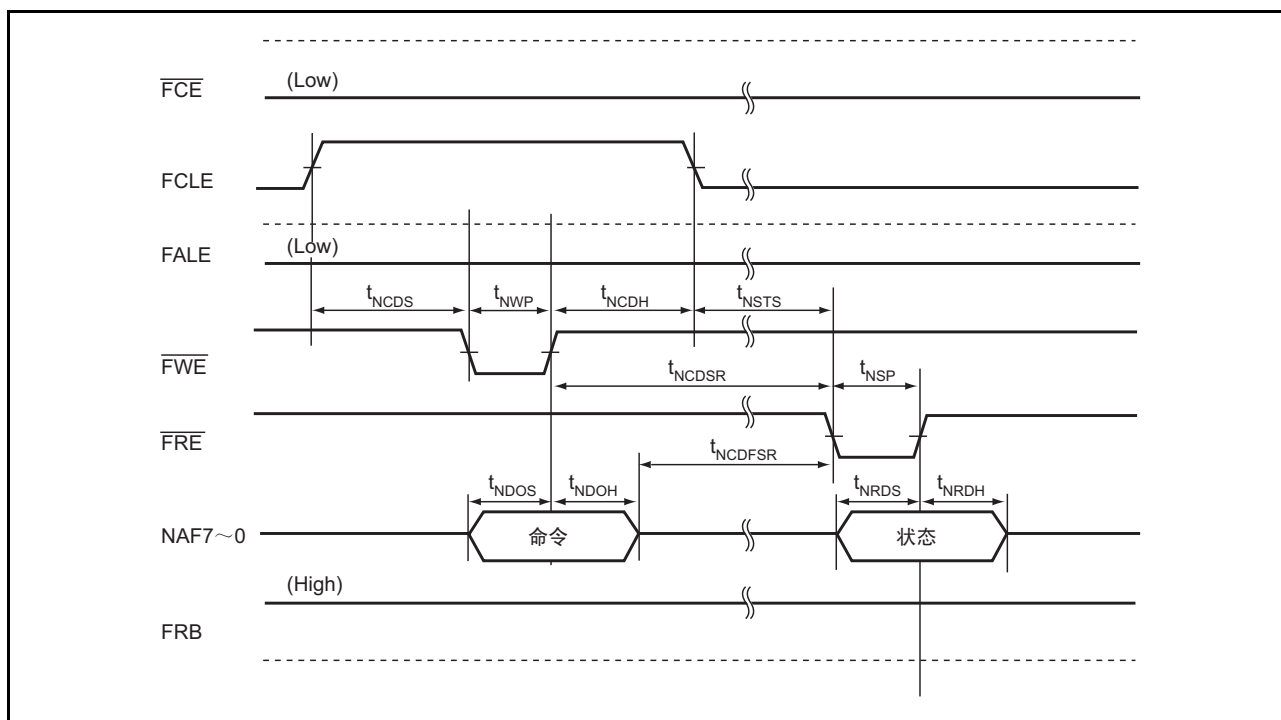 FCE (Low)
FCLE
FALE (Low)
tNCDS tNWP tNCDH tNSTS
FWE
tNCDSR tNSP
FRE
tNCDFSR
tNDOS tNDOH tNRDS tNRDH
NAF7～0 命令 状态
(High)
FRB